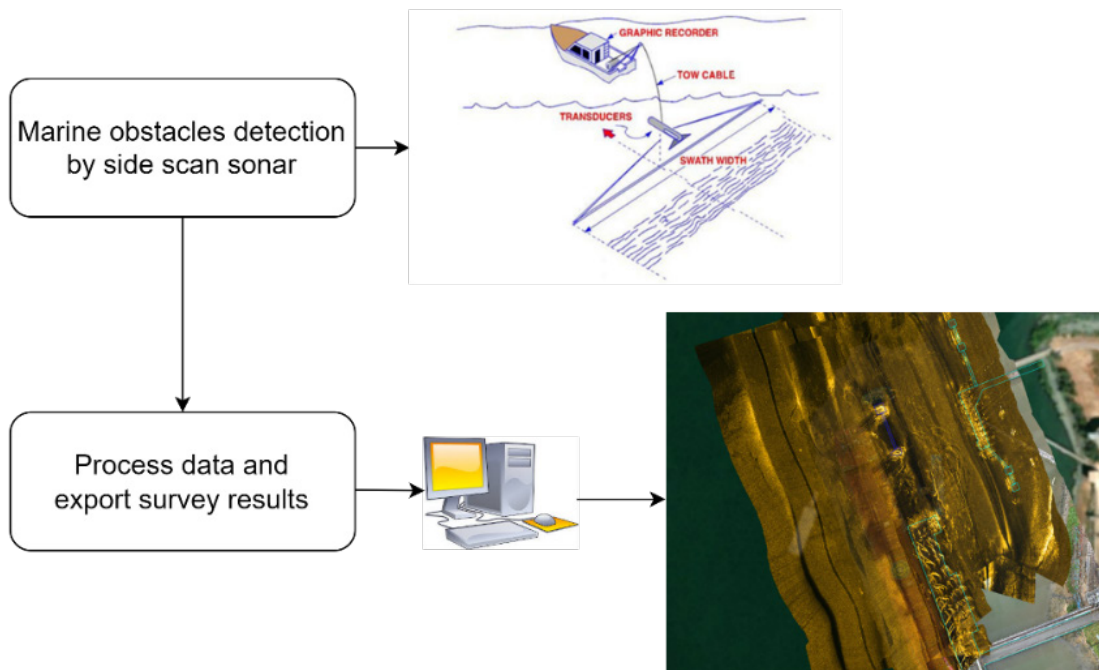 Marine obstacles detection
by side scan sonar
GRAPHIC RECORDER
TOW CABLE
TRANSDUCERS
SWATH WIDTH
Process data and
export survey results